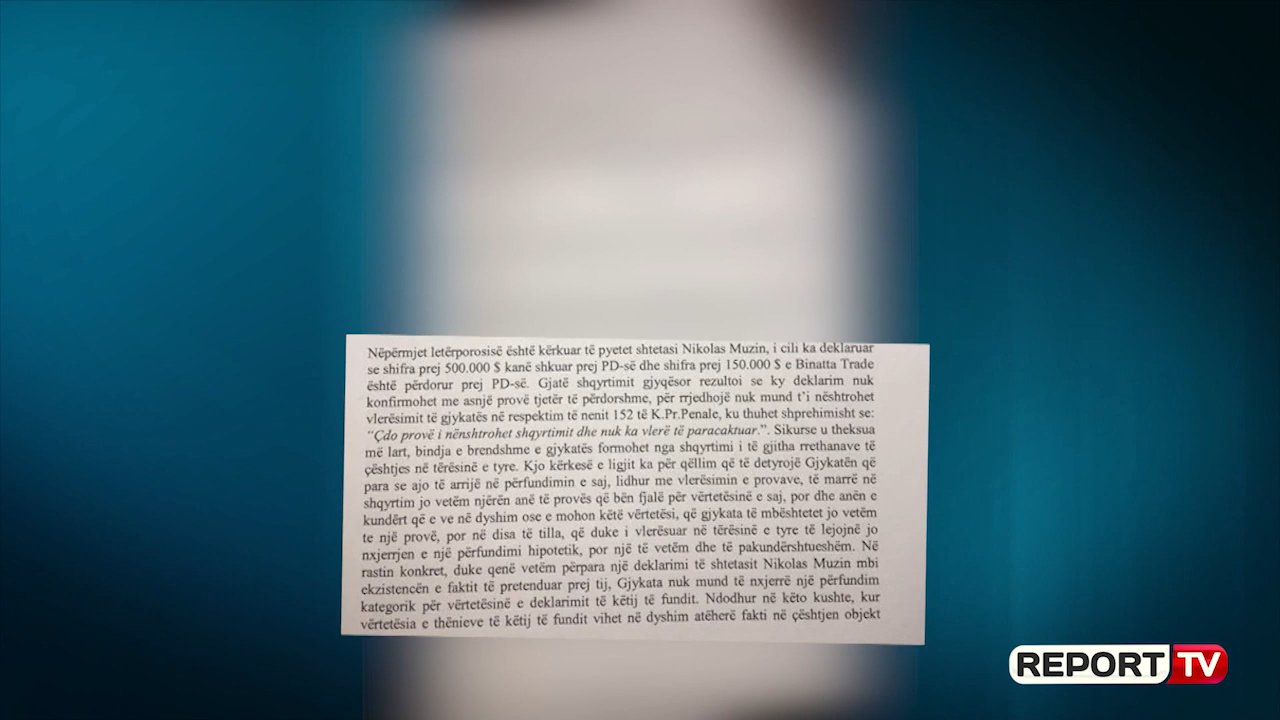 Nëpërmjet letërporosisë është kërkuar të pyetet shtetasi Nikolas Muzin, i cili ka deklaruar
se shifra prej 500.000 $ kanë shkuar prej PD-së dhe shifra prej 150.000 $ e Binatta Trade
është përdorur prej PD-së. Gjatë shqyrtimit gjyqësor rezultoi se ky deklarim nuk
konfirmohet me asnjë provë tjetër të përdorshme, për rrjedhojë nuk mund t'i nështrohet
vlerësimit të gjykatës në respektim të nenit 152 të K.Pr.Penale, ku thuhet shprehimisht se:
"Çdo provë i nënshtrohet shqyrtimit dhe nuk ka vlerë të paracaktuar.". Sikurse u theksua
më lart, bindja e brendshme e gjykatës formohet nga shqyrtimi i të gjitha rrethanave të
çështjes në tërësinë e tyre. Kjo kërkesë e ligjit ka për qëllim që të detyrojë Gjykatën që
para se ajo të arrijë në përfundimin e saj, lidhur me vlerësimin e provave, të marrë në
shqyrtim jo vetëm njërën anë të provës që bën fjalë për vërtetësinë e saj, por dhe anën e
kundërt që e ve në dyshim ose e mohon këtë vërtetësi, që gjykata të mbështetet jo vetëm
te një provë, por në disa të tilla, që duke i vlerësuar në tërësinë e tyre të lejojnë jo
nxjerrjen e një përfundimi hipotetik, por një të vetëm dhe të pakundërshtueshëm. Në
rastin konkret, duke qenë vetëm përpara një deklarimi të shtetasit Nikolas Muzin mbi
ekzistencën e faktit të pretenduar prej tij, Gjykata nuk mund të nxjerrë një përfundim
kategorik për vërtetësinë e deklarimit të këtij të fundit. Ndodhur në këto kushte, kur
vërtetësia e thënieve të këtij të fundit vihet në dyshim atëherë fakti në çështjen objekt
REPORT TV